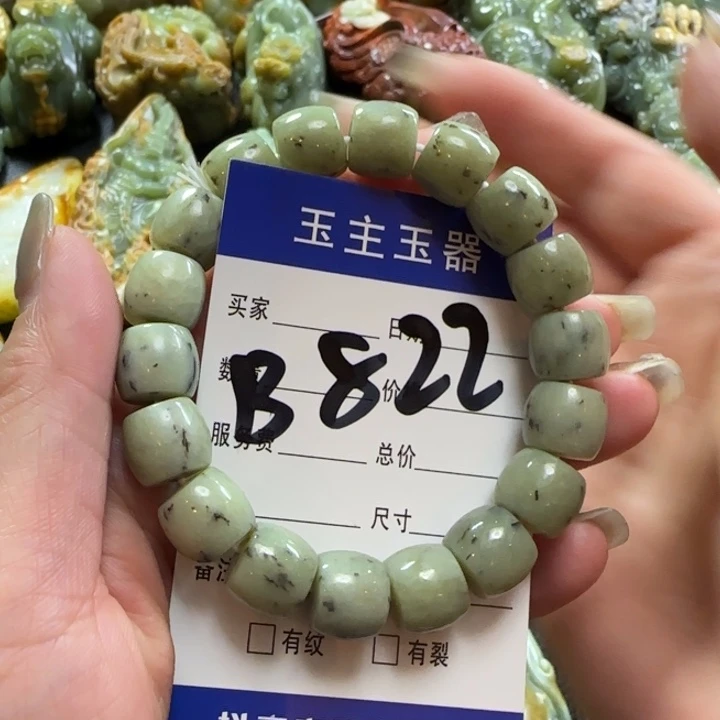 玉主玉器
买家 日期
B822
价
服务费 总价
尺寸
备注
有纹 有裂